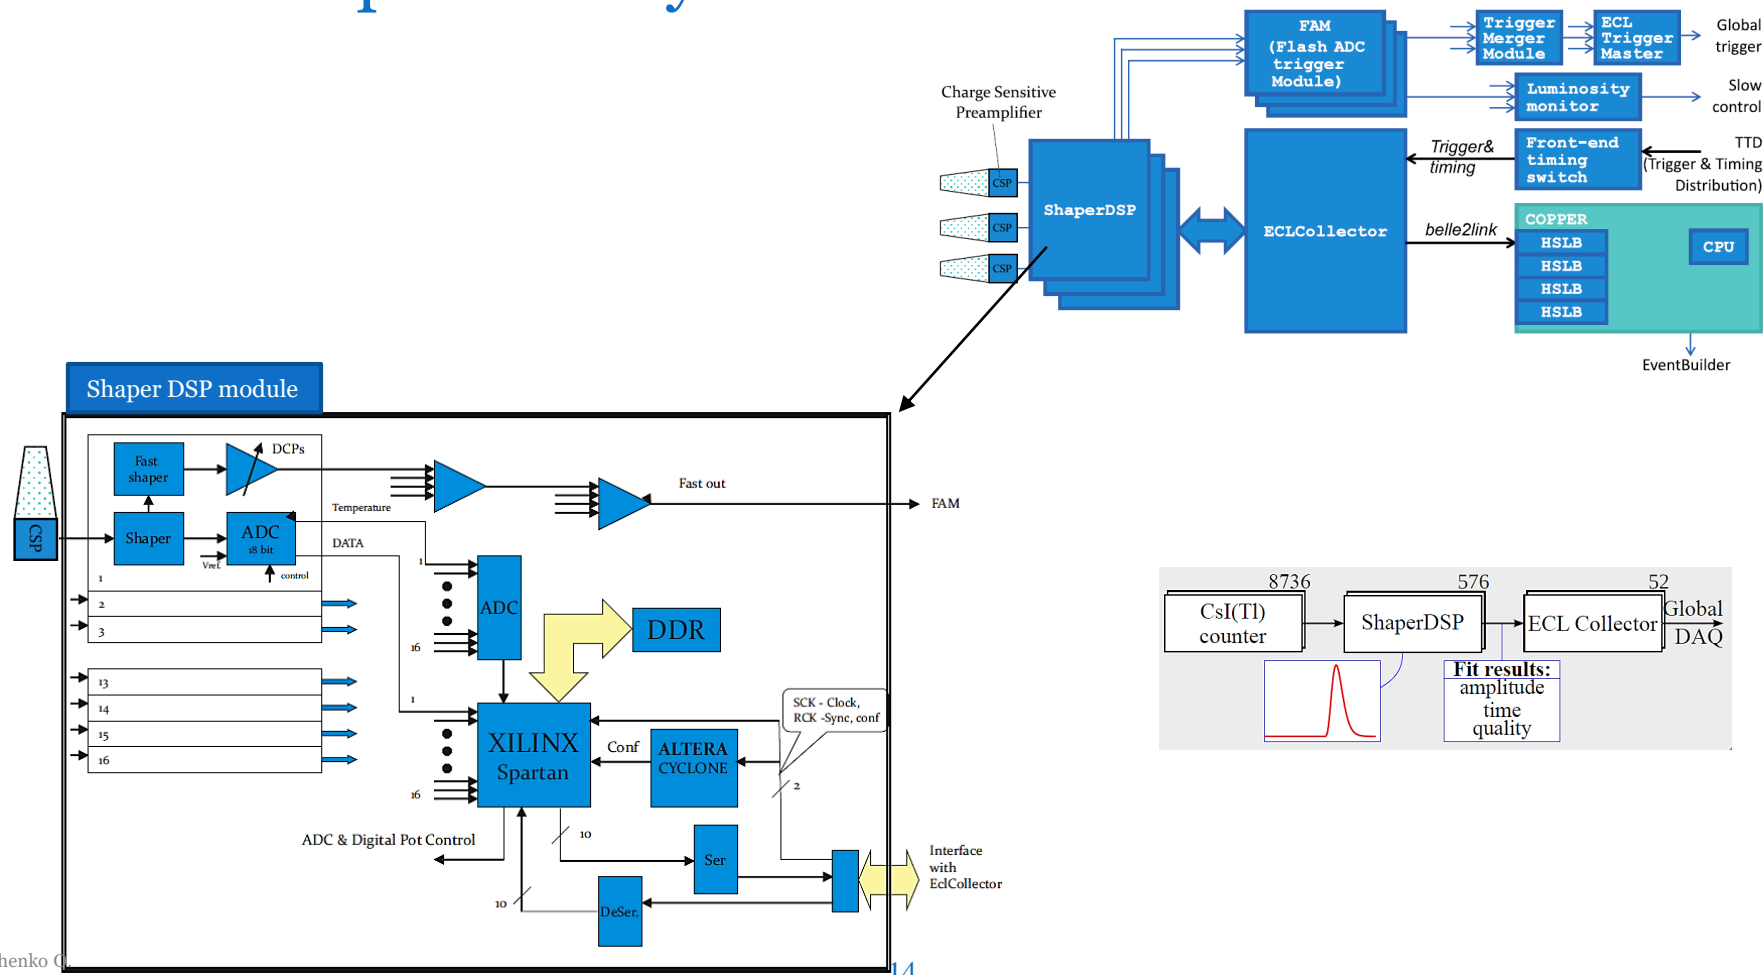 FAM
(Flash ADC
trigger
Module)
Trigger
Merger
Module
ECL
Trigger
Master
Global
trigger
Luminosity
monitor
Slow
control
Charge Sensitive
Preamplifier
CSP
CSP
CSP
ShaperDSP
ECLCollector
Trigger&
timing
Front-end
timing
switch
TTD
(Trigger & Timing
Distribution)
belle2link
COPPER
HSLB
HSLB
HSLB
HSLB
CPU
EventBuilder
Shaper DSP module
CSP
Fast
shaper
DCPs
Shaper
ADC
18 bit
Vref
control
Temperature
DATA
Fast out
FAM
1
2
3
13
14
15
16
1
16
ADC
DDR
1
16
XILINX
Spartan
Conf
ALTERA
CYCLONE
SCK - Clock,
RCK -Sync, conf
2
ADC & Digital Pot Control
10
Ser
10
DeSer.
Interface
with
EclCollector
8736
576
52
CsI(Tl)
counter
ShaperDSP
ECL Collector
Global
DAQ
Fit results:
amplitude
time
quality
14